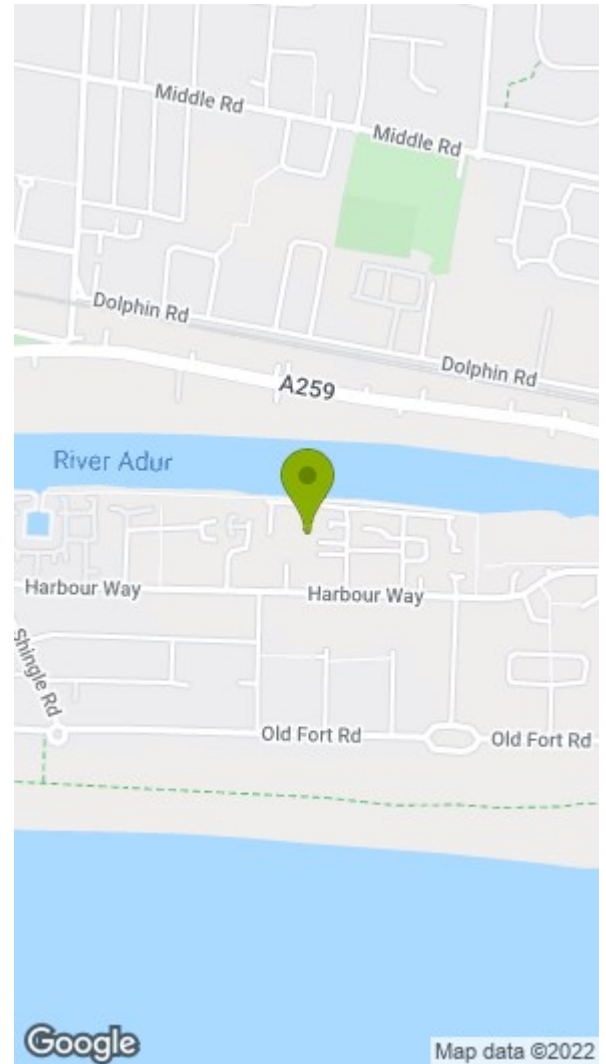 Middle Rd
Middle Rd
Dolphin Rd
Dolphin Rd
A259
River Adur
Harbour Way
Harbour Way
Shingle Rd
Old Fort Rd
Old Fort Rd
Google
Map data ©2022